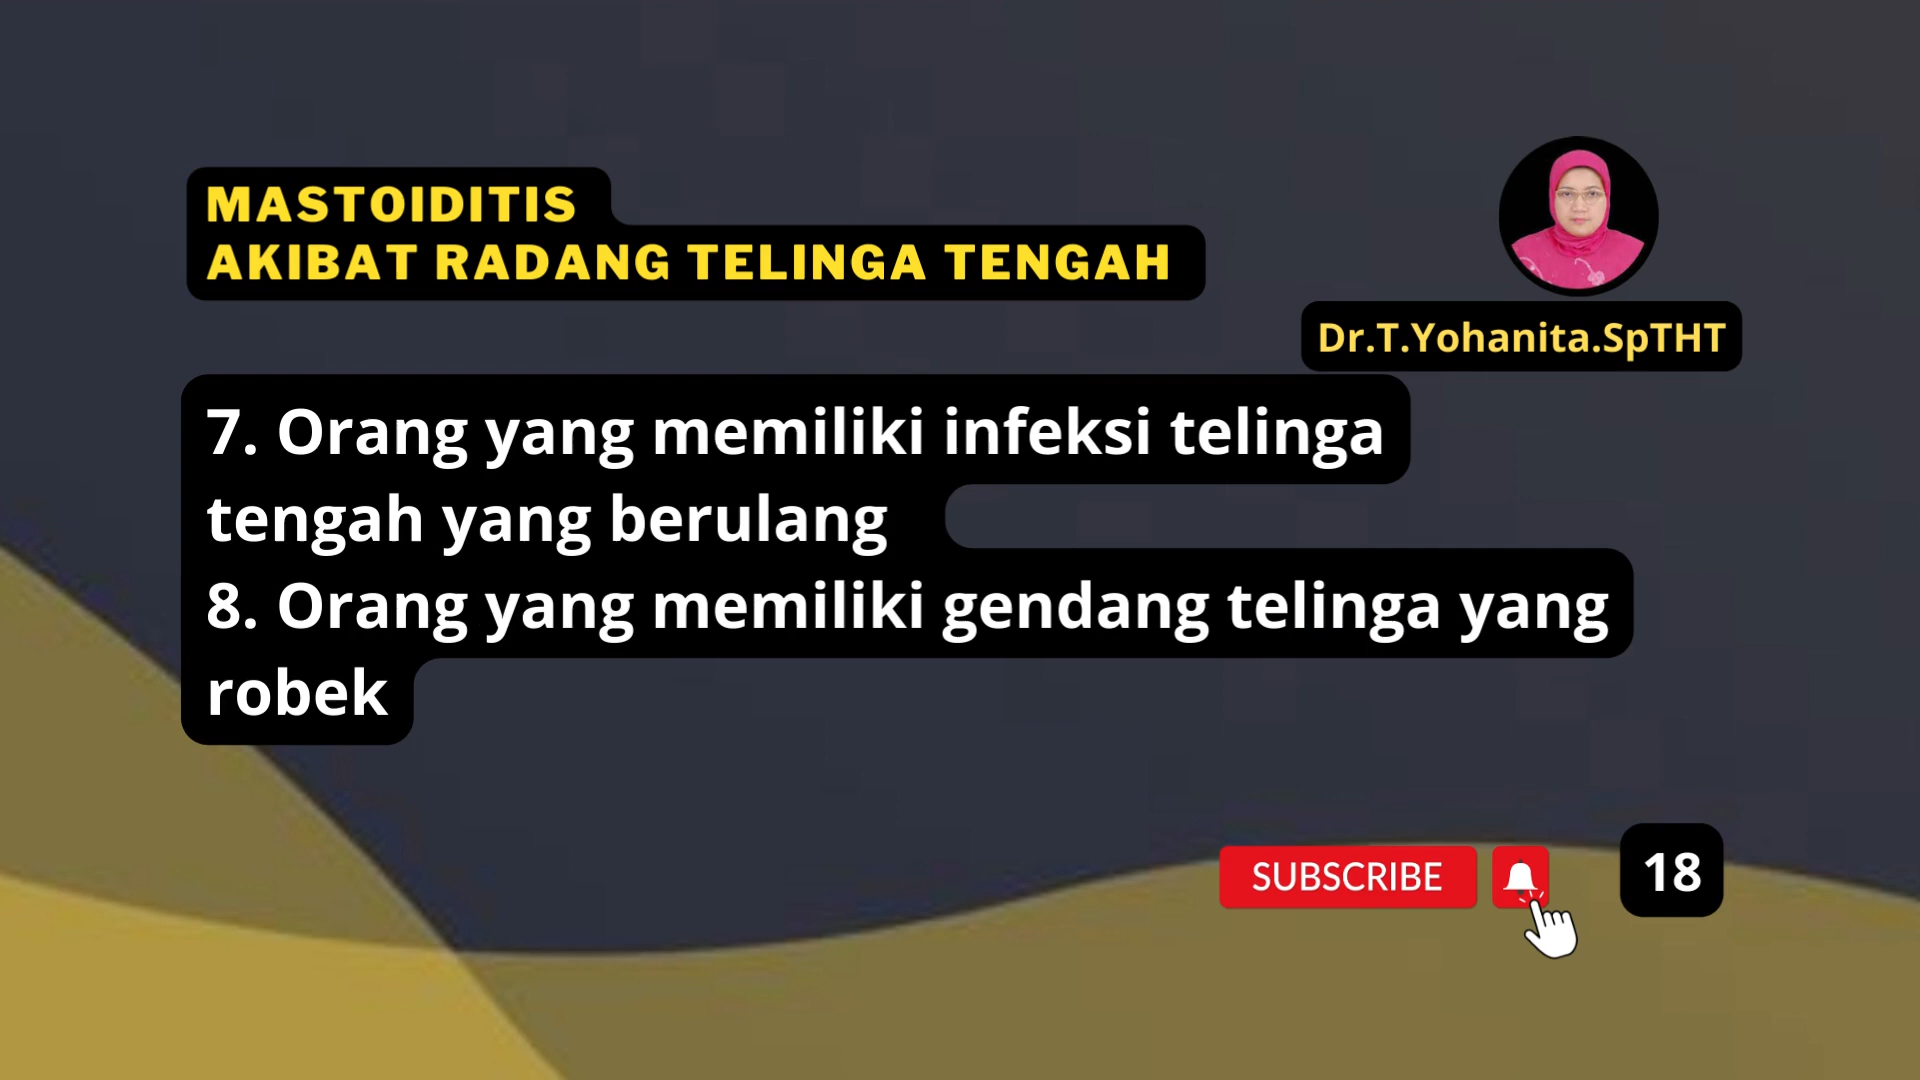 MASTOIDITIS
AKIBAT RADANG TELINGA TENGAH
Dr.T.Yohanita.SpTHT
7. Orang yang memiliki infeksi telinga
tengah yang berulang
8. Orang yang memiliki gendang telinga yang
robek
SUBSCRIBE
18